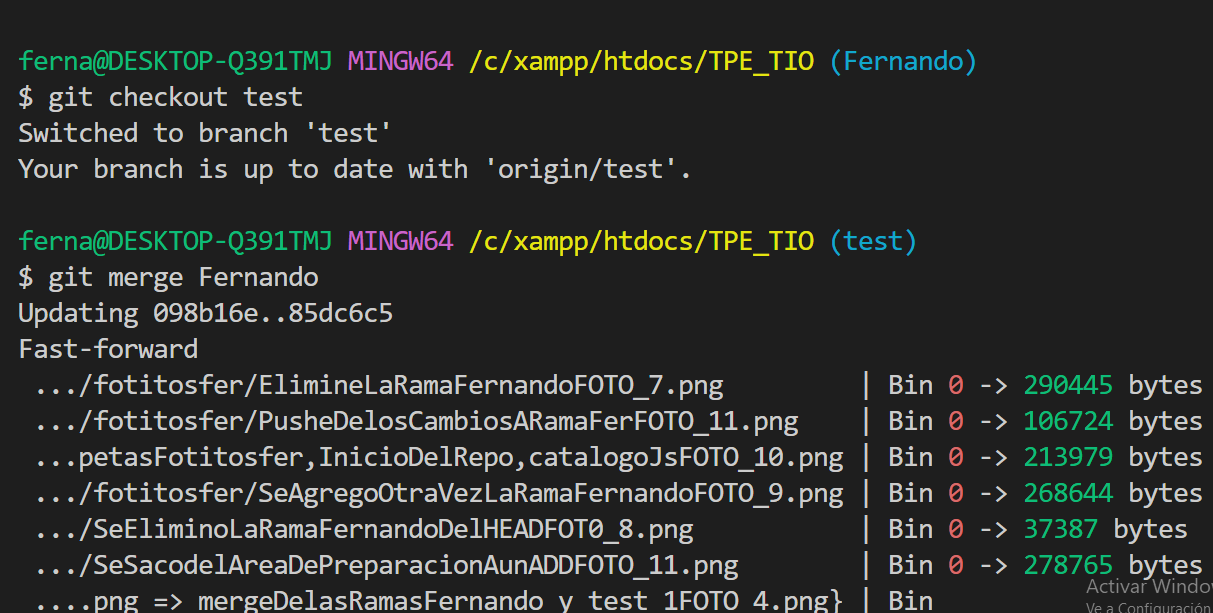 ferna@DESKTOP-Q391TMJ MINGW64 /c/xampp/htdocs/TPE_TIO (Fernando)
$ git checkout test
Switched to branch 'test'
Your branch is up to date with 'origin/test'.
ferna@DESKTOP-Q391TMJ MINGW64 /c/xampp/htdocs/TPE_TIO (test)
$ git merge Fernando
Updating 098b16e..85dc6c5
Fast-forward
.../fotitosfer/ElimineLaRamaFernandoFOTO_7.png | Bin 0 -> 290445 bytes
.../fotitosfer/PusheDelosCambiosARamaFerFOTO_11.png | Bin 0 -> 106724 bytes
...petasFotitosfer,InicioDelRepo,catalogoJsFOTO_10.png | Bin 0 -> 213979 bytes
.../fotitosfer/SeAgregoOtraVezLaRamaFernandoFOTO_9.png | Bin 0 -> 268644 bytes
.../SeEliminoLaRamaFernandoDelHEADFOT0_8.png | Bin 0 -> 37387 bytes
.../SeSacodelAreaDePreparacionAunADDFOTO_11.png | Bin 0 -> 278765 bytes
....png => mergeDelasRamasFernando y test 1FOTO 4.png} | Bin
Activar Windo
Ve a Configuración